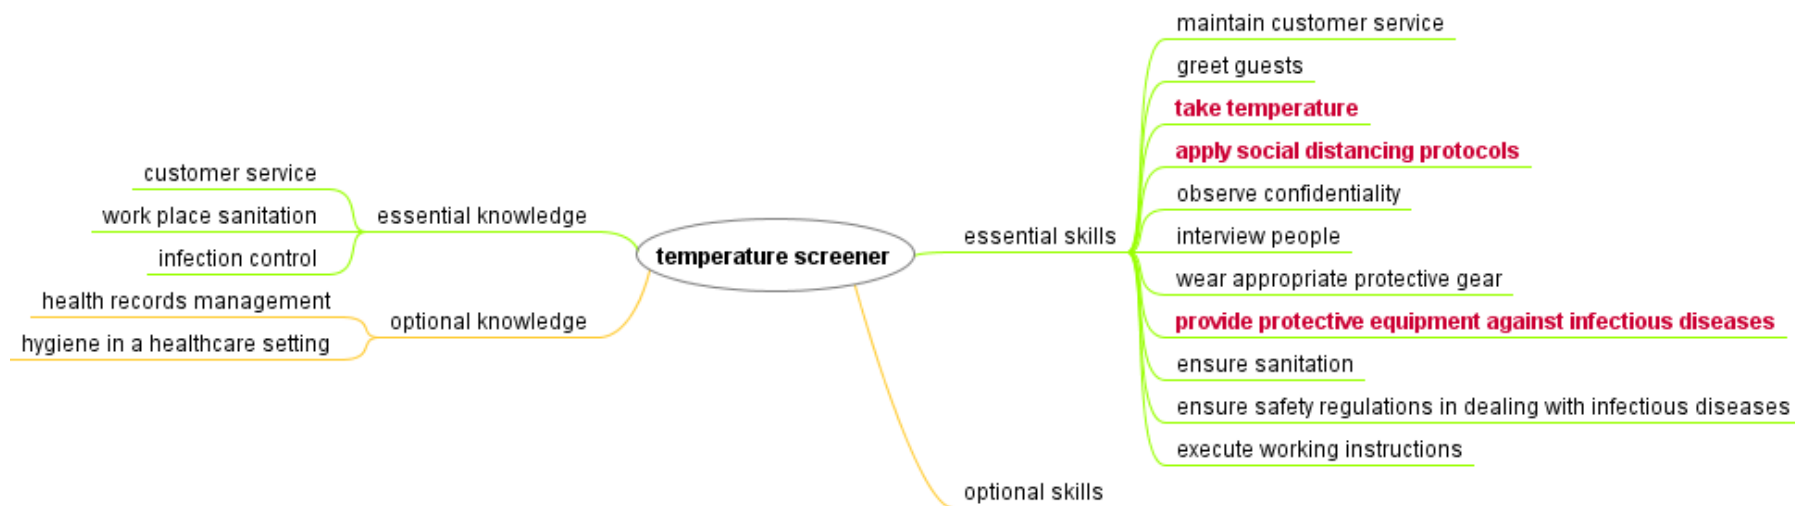 maintain customer service
greet guests
take temperature
apply social distancing protocols
customer service
observe confidentiality
work place sanitation
essential knowledge
essential skills
interview people
infection control
temperature screener
wear appropriate protective gear
health records management
optional knowledge
provide protective equipment against infectious diseases
hygiene in a healthcare setting
ensure sanitation
ensure safety regulations in dealing with infectious diseases
execute working instructions
optional skills